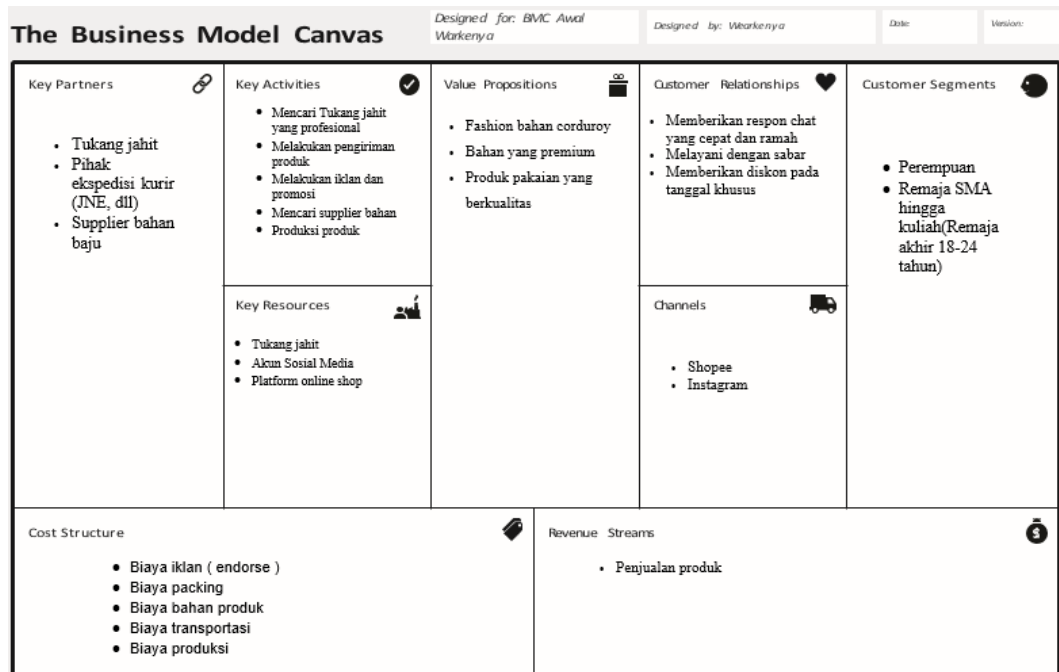 The Business Model Canvas
Designed for: BMC Awal
Warkenya
Designed by: Wearkenya
Date:
Version:
Key Partners
• Tukang jahit
• Pihak
ekspedisi kurir
(JNE, dll)
• Supplier bahan
baju
Key Activities
• Mencari Tukang jahit
yang profesional
• Melakukan pengiriman
produk
• Melakukan iklan dan
promosi
• Mencari supplier bahan
• Produksi produk
Key Resources
• Tukang jahit
• Akun Sosial Media
• Platform online shop
Value Propositions
• Fashion bahan corduroy
• Bahan yang premium
• Produk pakaian yang
berkualitas
Customer Relationships
• Memberikan respon chat
yang cepat dan ramah
• Melayani dengan sabar
• Memberikan diskon pada
tanggal khusus
Channels
• Shopee
• Instagram
Customer Segments
• Perempuan
• Remaja SMA
hingga
kuliah(Remaja
akhir 18-24
tahun)
Cost Structure
• Biaya iklan ( endorse )
• Biaya packing
• Biaya bahan produk
• Biaya transportasi
• Biaya produksi
Revenue Streams
• Penjualan produk